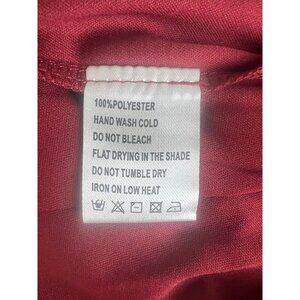 100%POLYESTER
HAND WASH COLD
DO NOT BLEACH
FLAT DRYING IN THE SHADE
DO NOT TUMBLE DRY
IRON ON LOW HEAT